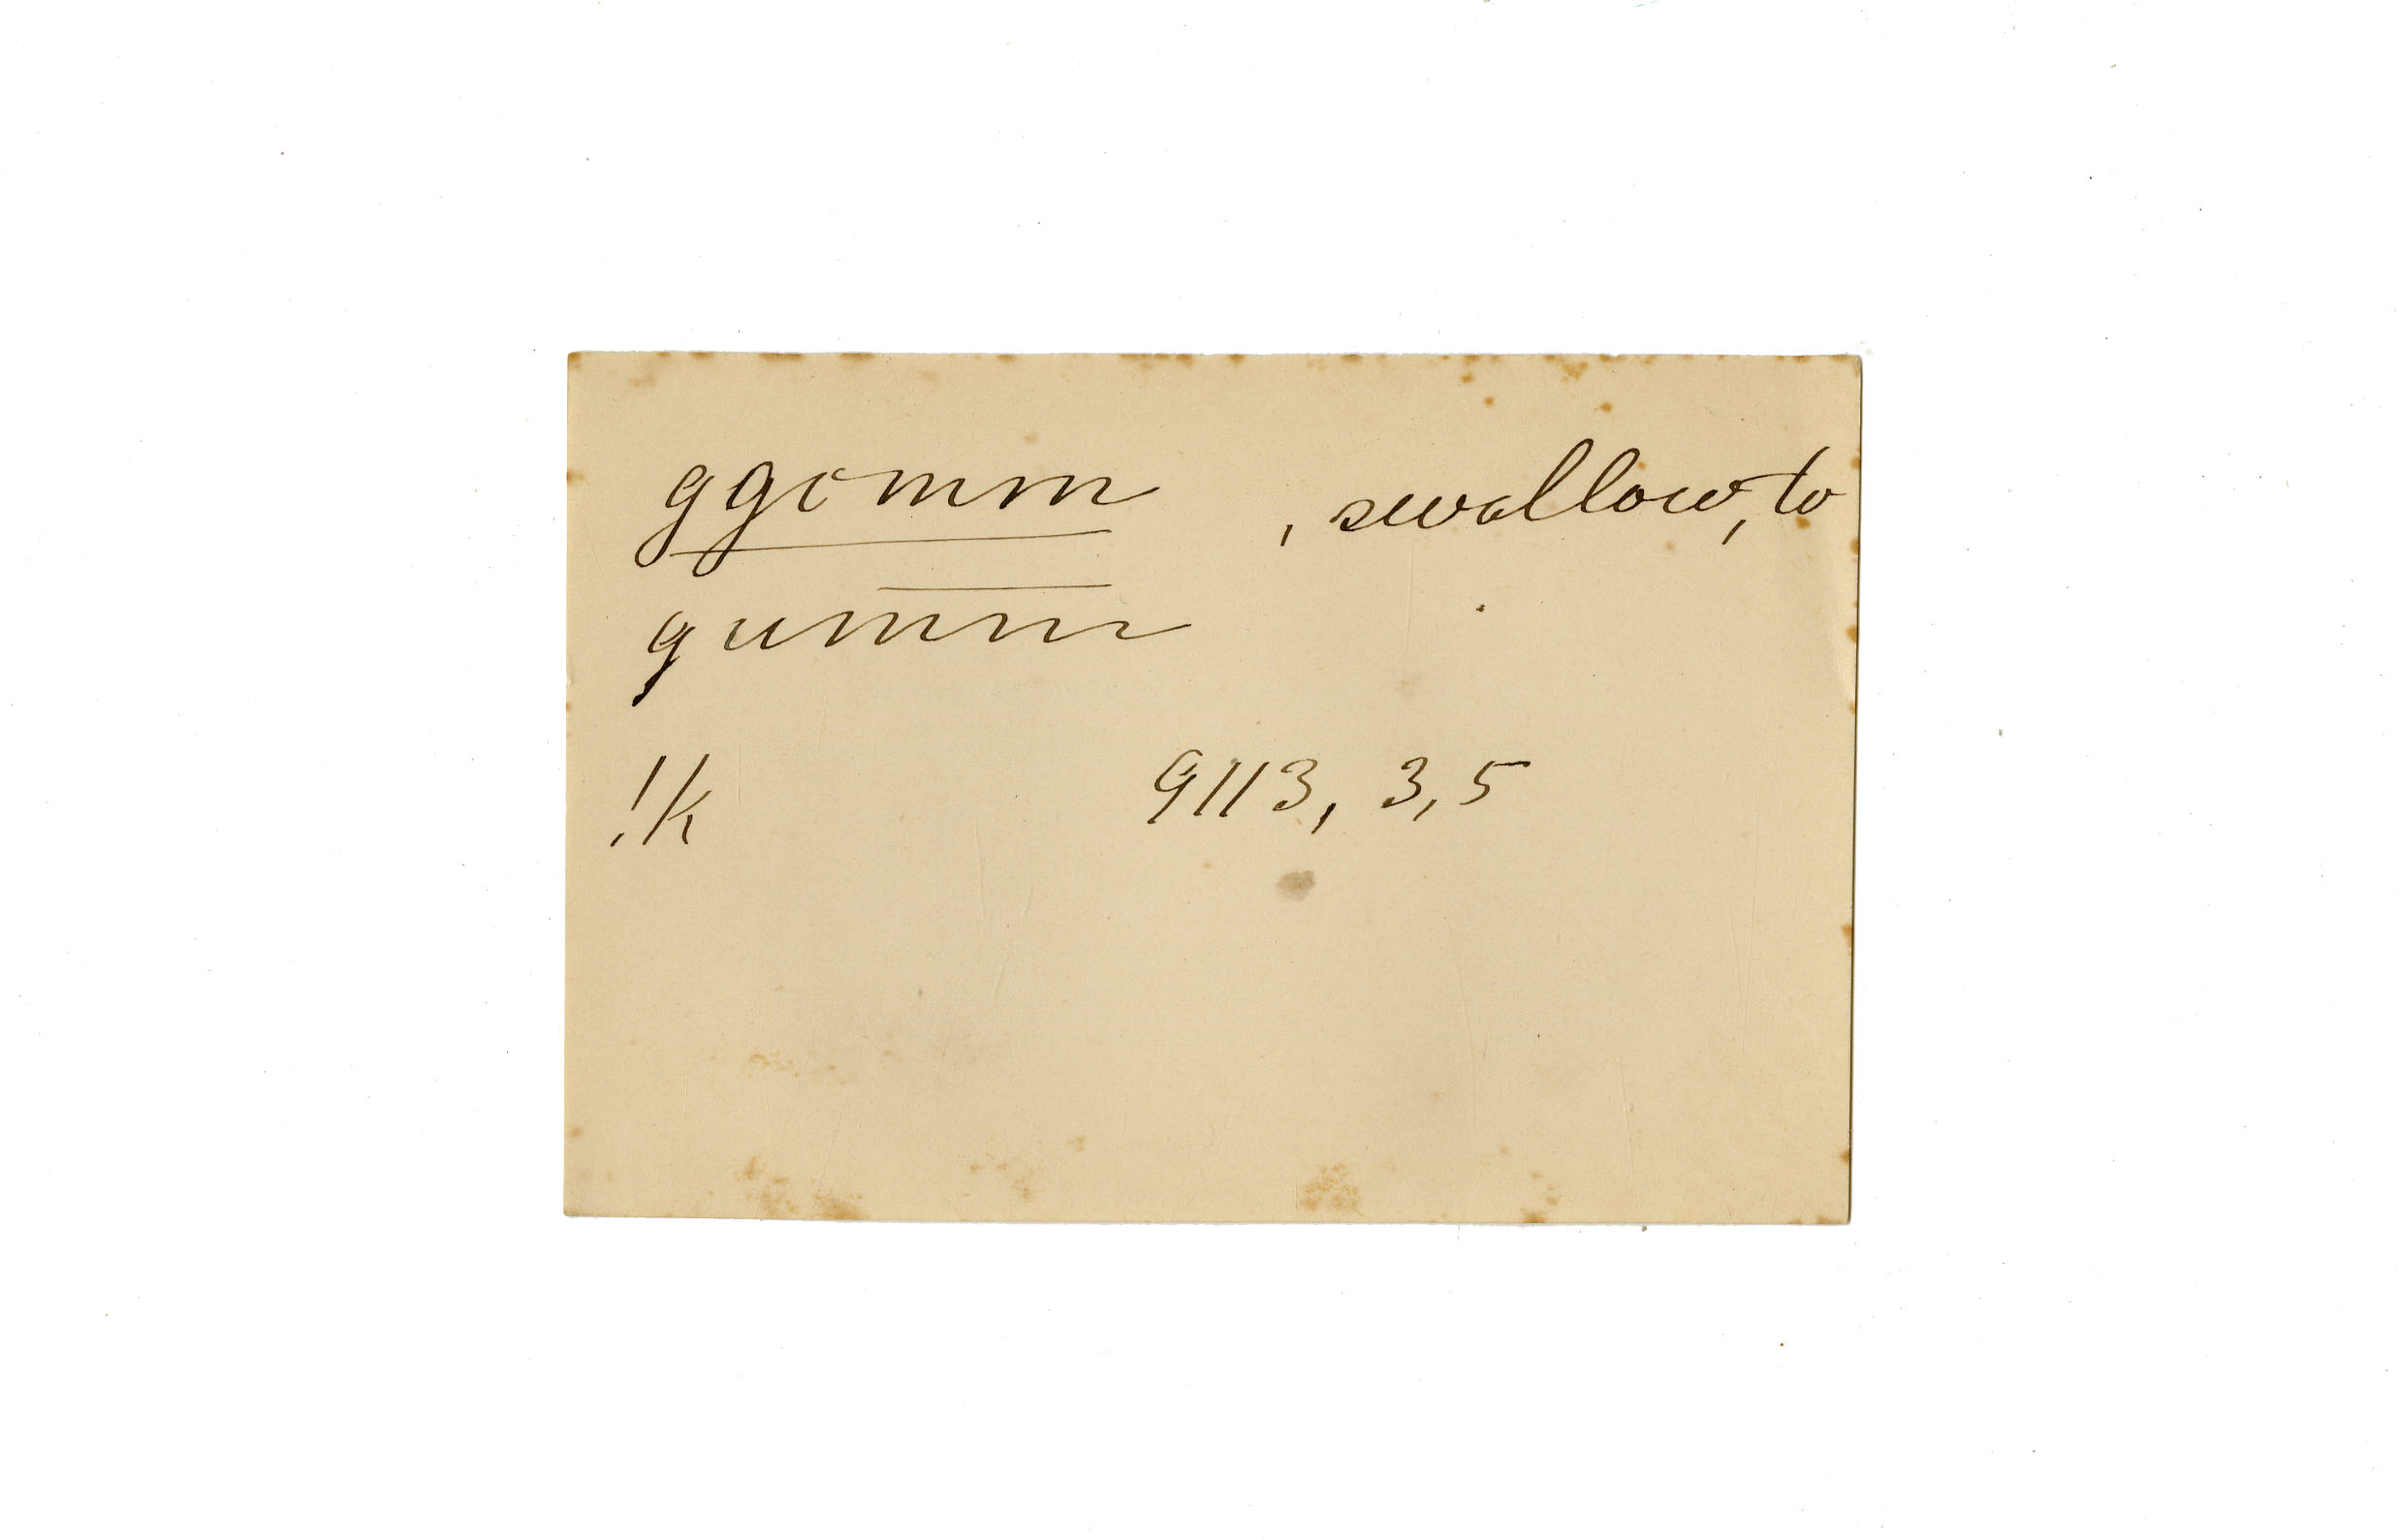 ggomm , swallow, to
gumm
!k 9113, 3, 5